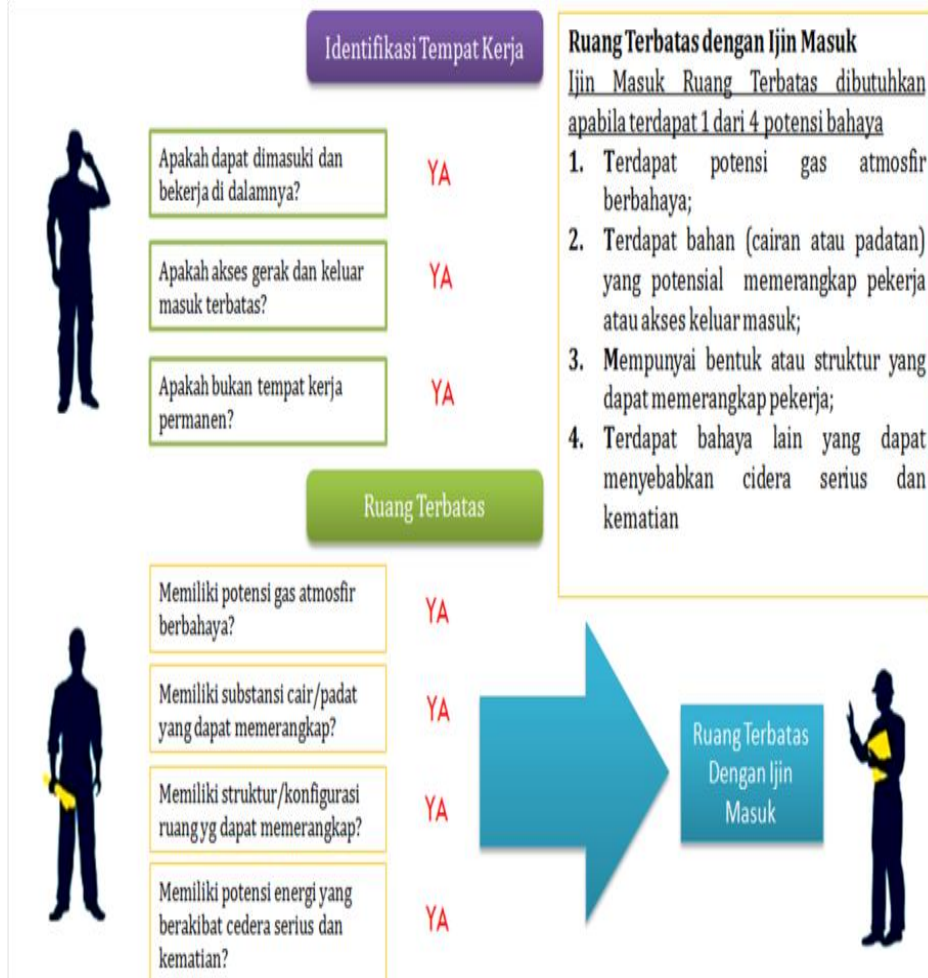 Identifikasi Tempat Kerja
Apakah dapat dimasuki dan
bekerja di dalamnya?
YA
Apakah akses gerak dan keluar
masuk terbatas?
YA
Apakah bukan tempat kerja
permanen?
YA
Ruang Terbatas
Memiliki potensi gas atmosfir
berbahaya?
YA
Memiliki substansi cair/padat
yang dapat memerangkap?
YA
Memiliki struktur/konfigurasi
ruang yg dapat memerangkap?
YA
Memiliki potensi energi yang
berakibat cedera serius dan
kematian?
YA
Ruang Terbatas
Dengan Ijin
Masuk
Ruang Terbatas dengan Ijin Masuk
Ijin Masuk Ruang Terbatas dibutuhkan
apabila terdapat 1 dari 4 potensi bahaya
1. Terdapat potensi gas atmosfir
berbahaya;
2. Terdapat bahan (cairan atau padatan)
yang potensial memerangkap pekerja
atau akses keluar masuk;
3. Mempunyai bentuk atau struktur yang
dapat memerangkap pekerja;
4. Terdapat bahaya lain yang dapat
menyebabkan cidera serius dan
kematian